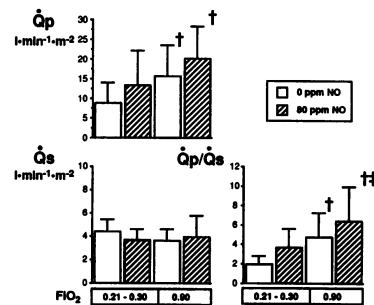 Q̇p
l•min⁻¹•m⁻²
30
25
20
15
10
5
0
†
†
0 ppm NO
80 ppm NO
Q̇s
l•min⁻¹•m⁻²
10
8
6
4
2
0
Q̇p/Q̇s
12
10
8
6
4
2
0
†
†‡
FIO₂
0.21 - 0.30
0.90
0.21 - 0.30
0.90